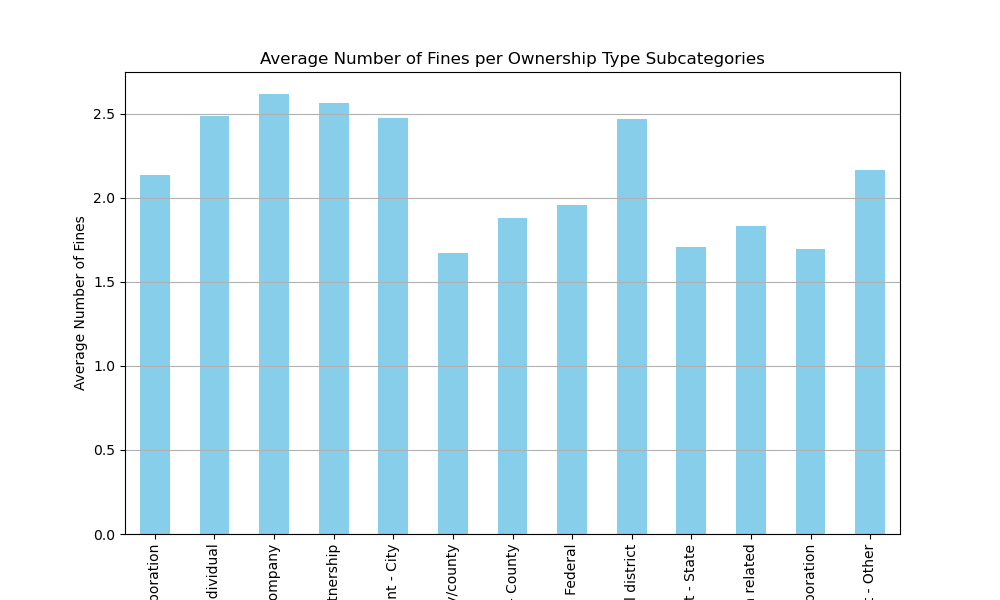 Average Number of Fines per Ownership Type Subcategories
Average Number of Fines
2.5
2.0
1.5
1.0
0.5
0.0
poration
dividual
ompany
tnership
nt - City
y/county
- County
Federal
l district
t - State
n related
poration
t - Other